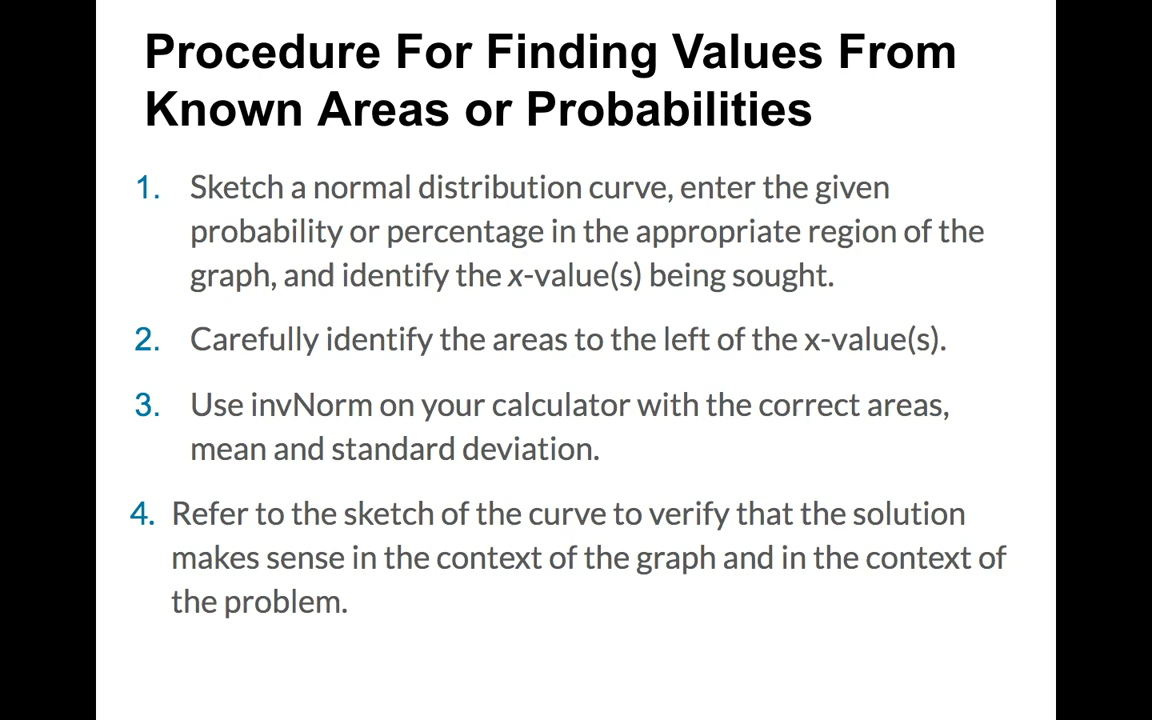 Procedure For Finding Values From
Known Areas or Probabilities
1. Sketch a normal distribution curve, enter the given
probability or percentage in the appropriate region of the
graph, and identify the x-value(s) being sought.
2. Carefully identify the areas to the left of the x-value(s).
3. Use invNorm on your calculator with the correct areas,
mean and standard deviation.
4. Refer to the sketch of the curve to verify that the solution
makes sense in the context of the graph and in the context of
the problem.